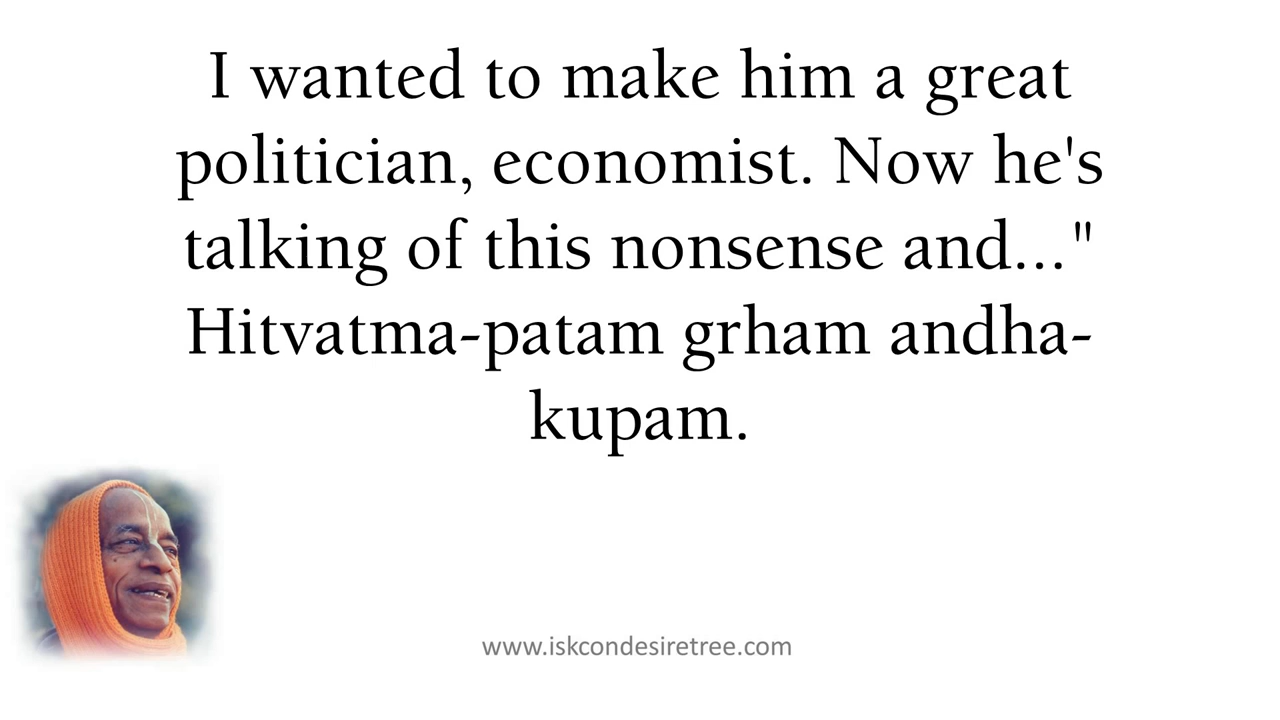 I wanted to make him a great
politician, economist. Now he's
talking of this nonsense and..."
Hitvatma-patam grham andha-
kupam.
www.iskcondesiretree.com